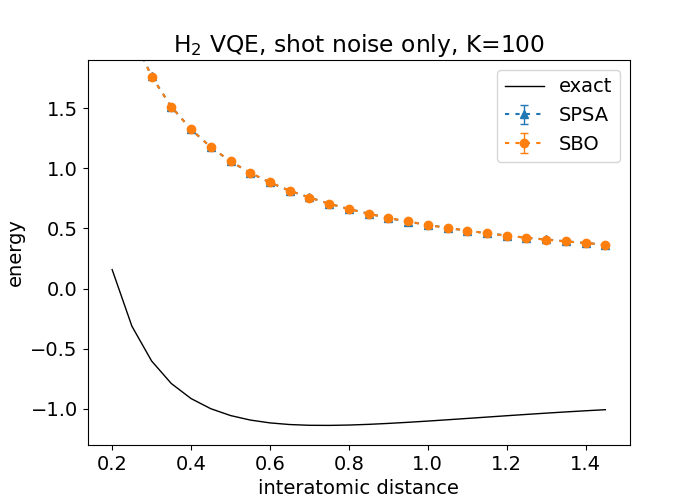 H₂ VQE, shot noise only, K=100
exact
SPSA
SBO
energy
1.5
1.0
0.5
0.0
−0.5
−1.0
0.2 0.4 0.6 0.8 1.0 1.2 1.4
interatomic distance